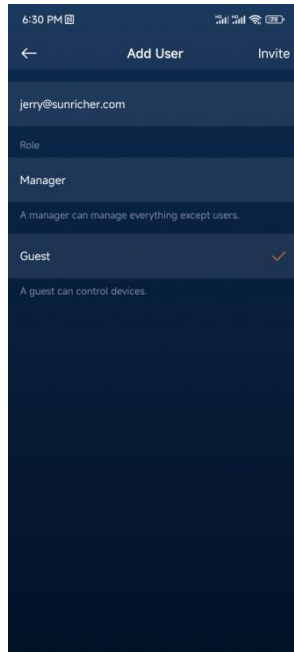 6:30 PM
Add User
Invite
jerry@sunricher.com
Role
Manager
A manager can manage everything except users.
Guest
A guest can control devices.